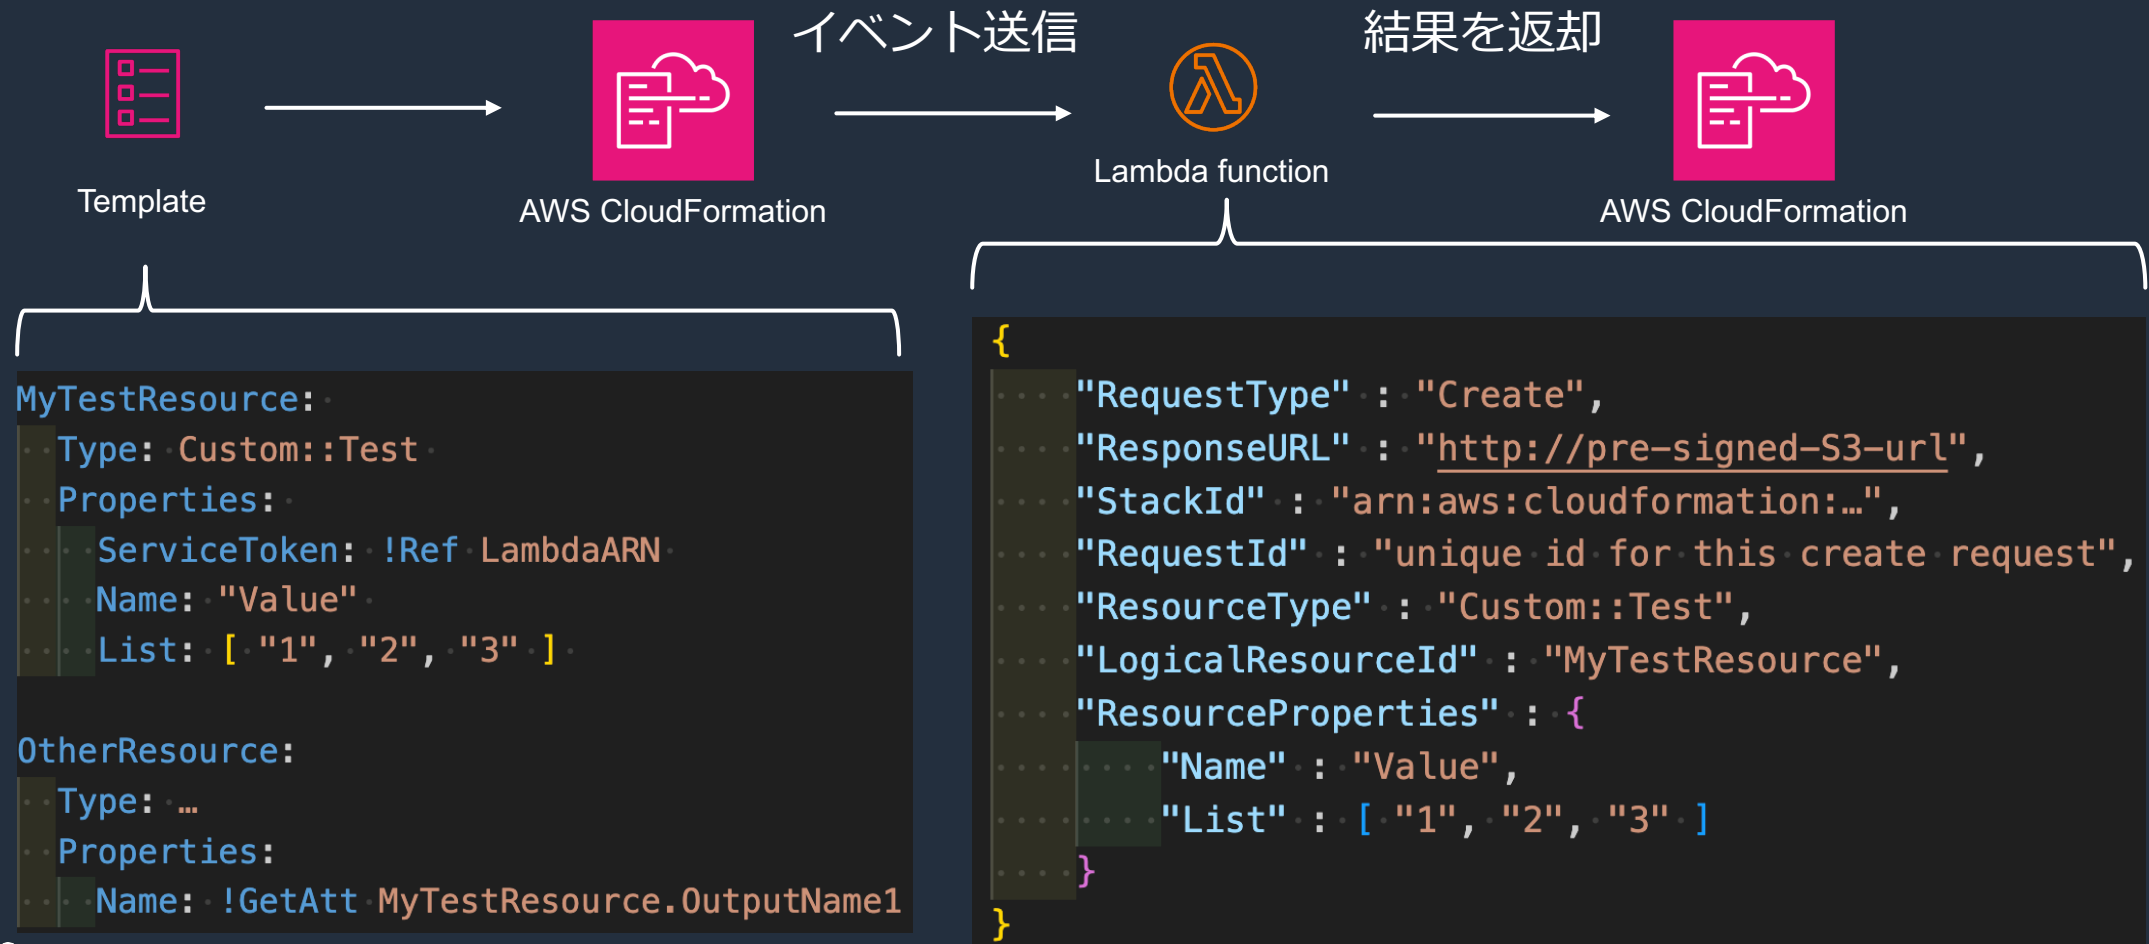 イベント送信
結果を返却
Template
AWS CloudFormation
Lambda function
AWS CloudFormation
MyTestResource:
Type: Custom::Test
Properties:
ServiceToken: !Ref LambdaARN
Name: "Value"
List: [ "1", "2", "3" ]
OtherResource:
Type: …
Properties:
Name: !GetAtt MyTestResource.OutputName1
{
"RequestType" : "Create",
"ResponseURL" : "http://pre-signed-S3-url",
"StackId" : "arn:aws:cloudformation:…",
"RequestId" : "unique id for this create request",
"ResourceType" : "Custom::Test",
"LogicalResourceId" : "MyTestResource",
"ResourceProperties" : {
"Name" : "Value",
"List" : [ "1", "2", "3" ]
}
}